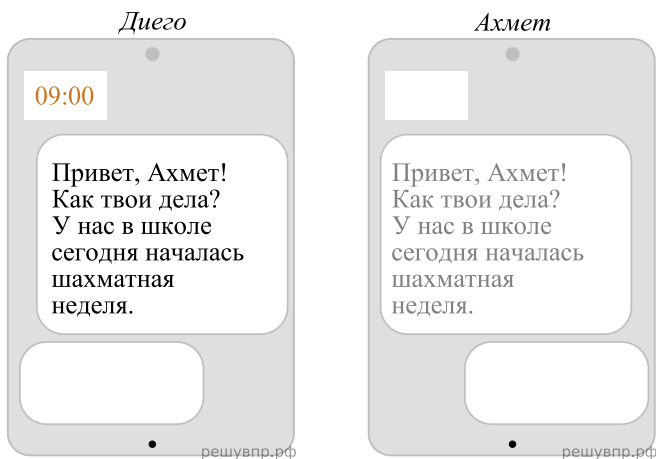 Диего
09:00
Привет, Ахмет!
Как твои дела?
У нас в школе
сегодня началась
шахматная
неделя.
решувпр.рф
Ахмет
Привет, Ахмет!
Как твои дела?
У нас в школе
сегодня началась
шахматная
неделя.
решувпр.рф